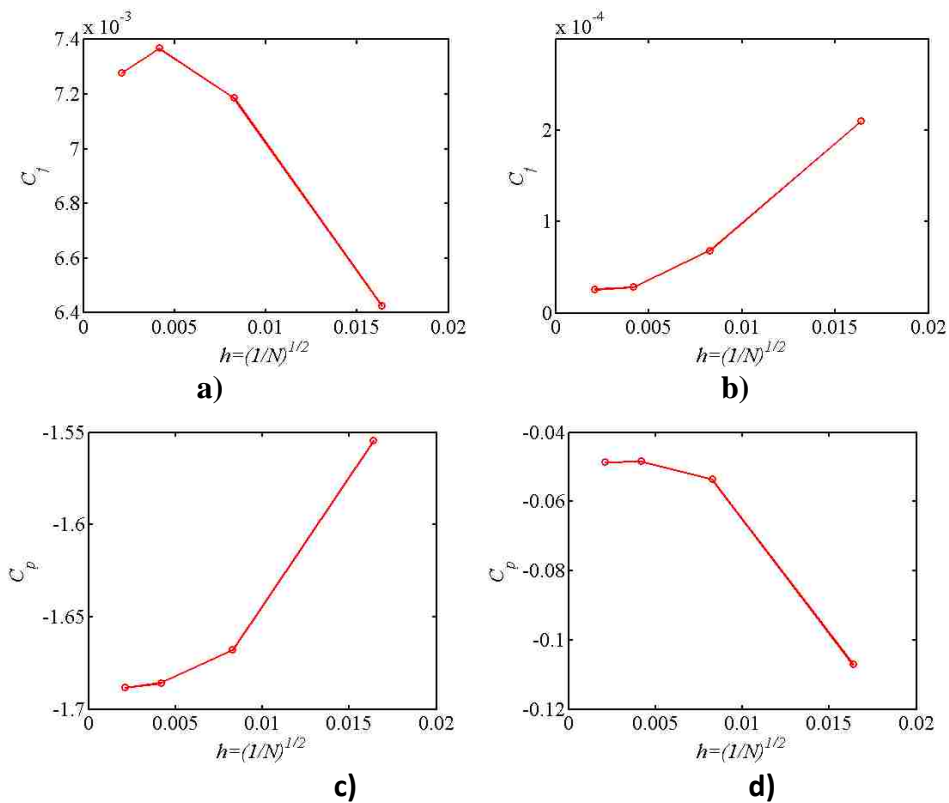 x 10^-3
7.4
7.2
7
6.8
6.6
6.4
C_f
0 0.005 0.01 0.015 0.02
h=(1/N)^1/2
a)
x 10^-4
4
2
1
0
C_f
0 0.005 0.01 0.015 0.02
h=(1/N)^1/2
b)
-1.55
-1.6
-1.65
-1.7
C_p
0 0.005 0.01 0.015 0.02
h=(1/N)^1/2
c)
-0.04
-0.06
-0.08
-0.1
-0.12
C_p
0 0.005 0.01 0.015 0.02
h=(1/N)^1/2
d)